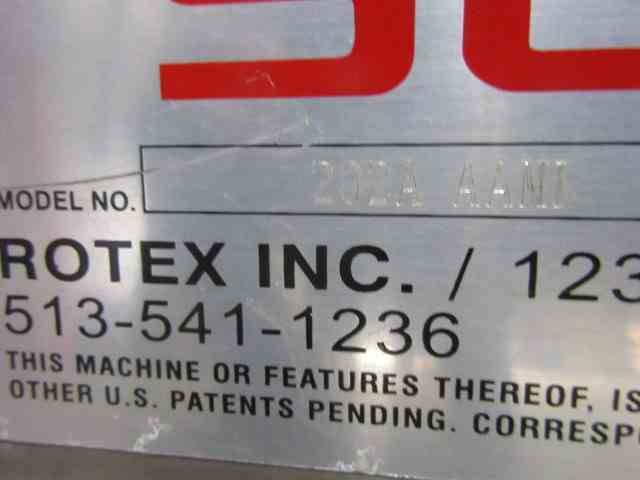 MODEL NO. 202A AAM
ROTEX INC. / 123
513-541-1236
THIS MACHINE OR FEATURES THEREOF, IS
OTHER U.S. PATENTS PENDING. CORRESP